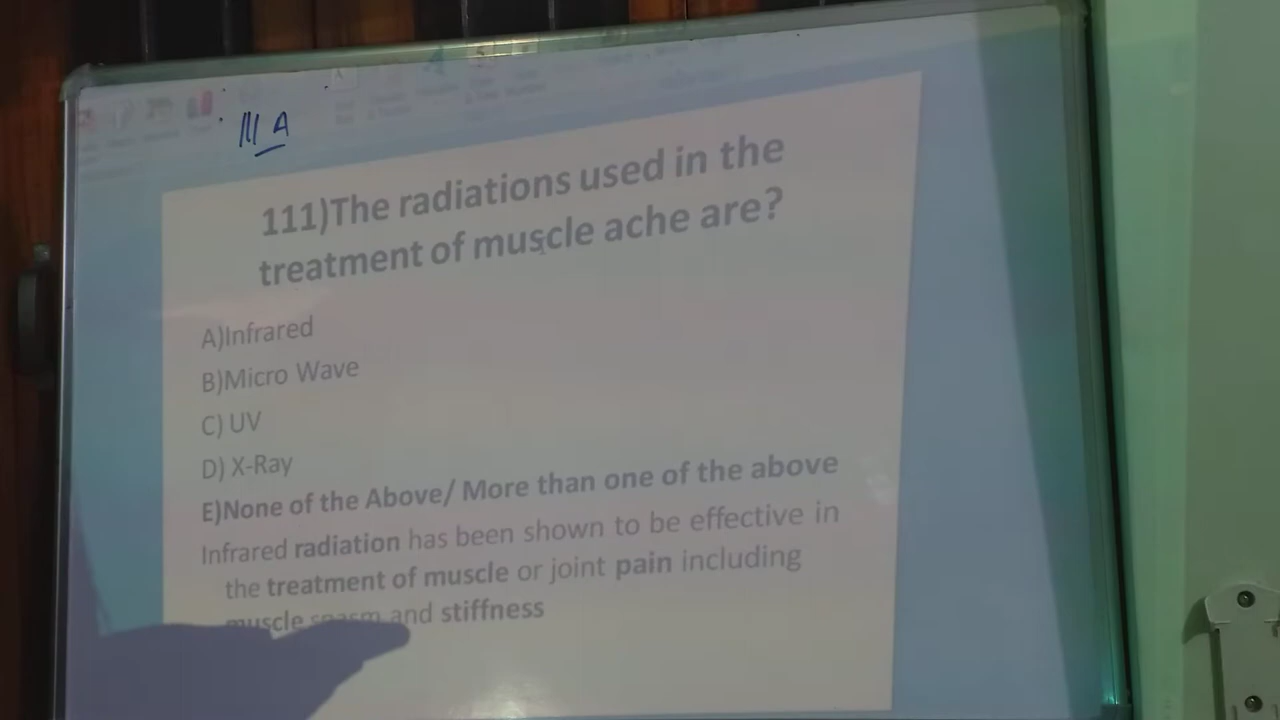 111 A
111)The radiations used in the
treatment of muscle ache are?
A)Infrared
B)Micro Wave
C) UV
D) X-Ray
E)None of the Above/ More than one of the above
Infrared radiation has been shown to be effective in
the treatment of muscle or joint pain including
muscle spasm and stiffness